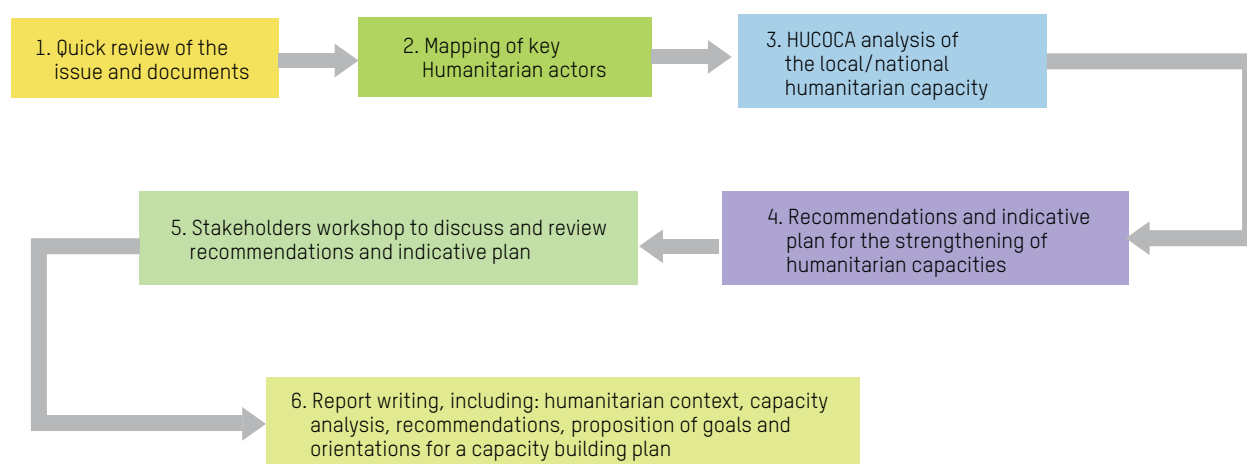 1. Quick review of the
issue and documents
2. Mapping of key
Humanitarian actors
3. HUCOCA analysis of
the local/national
humanitarian capacity
4. Recommendations and indicative
plan for the strengthening of
humanitarian capacities
5. Stakeholders workshop to discuss and review
recommendations and indicative plan
6. Report writing, including: humanitarian context, capacity
analysis, recommendations, proposition of goals and
orientations for a capacity building plan